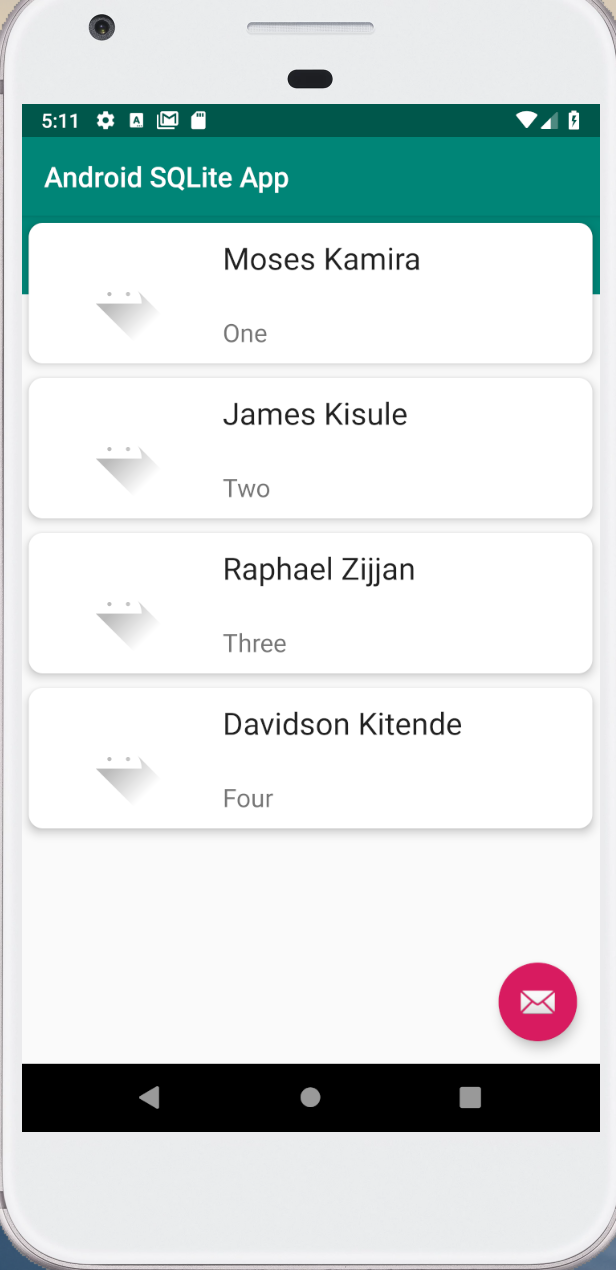 5:11
Android SQLite App
Moses Kamira
One
James Kisule
Two
Raphael Zijjan
Three
Davidson Kitende
Four